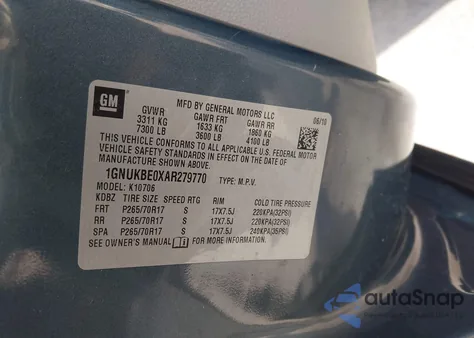 GM
MFD BY GENERAL MOTORS LLC
06/10
GVWR GAWR FRT GAWR RR
3311 KG 1633 KG 1860 KG
7300 LB 3600 LB 4100 LB
THIS VEHICLE CONFORMS TO ALL APPLICABLE U.S. FEDERAL MOTOR
VEHICLE SAFETY STANDARDS IN EFFECT ON THE DATE OF
MANUFACTURE SHOWN ABOVE.
1GNUKBE0XAR279770 TYPE: M.P.V.
MODEL: K10706
KDBZ TIRE SIZE SPEED RTG RIM COLD TIRE PRESSURE
FRT P265/70R17 S 17X7.5J 220KPA(32PSI)
RR P265/70R17 S 17X7.5J 220KPA(32PSI)
SPA P265/70R17 S 17X7.5J 240KPA(35PSI)
SEE OWNER'S MANUAL FOR MORE INFORMATION.
autoSnap